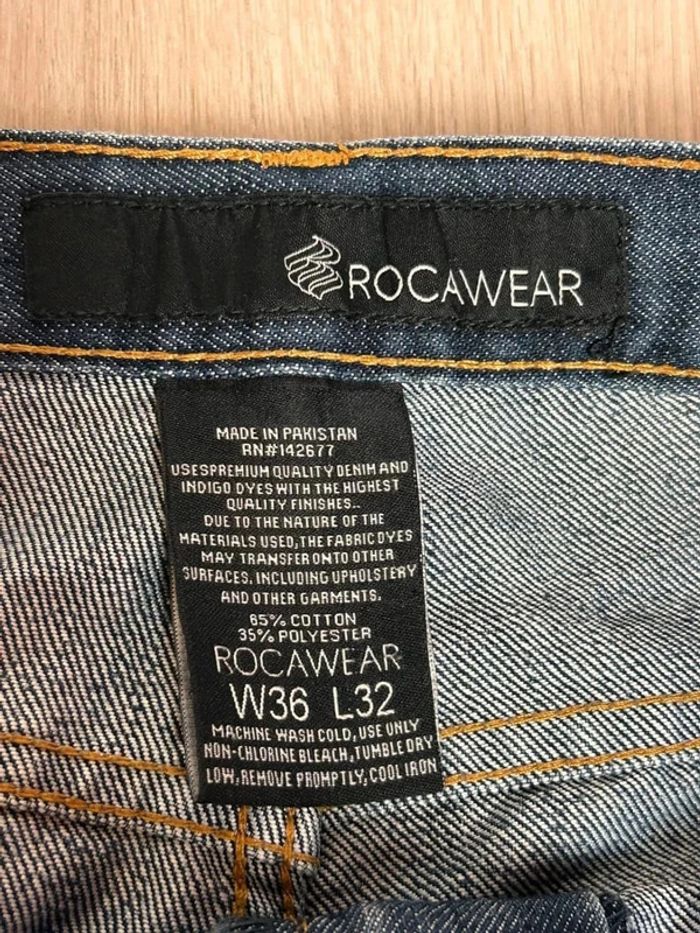 ROCAWEAR
MADE IN PAKISTAN
RN#142677
USESPREMIUM QUALITY DENIM AND
INDIGO DYES WITH THE HIGHEST
QUALITY FINISHES..
DUE TO THE NATURE OF THE
MATERIALS USED,THE FABRIC DYES
MAY TRANSFER ONTO OTHER
SURFACES. INCLUDING UPHOLSTERY
AND OTHER GARMENTS.
65% COTTON
35% POLYESTER
ROCAWEAR
W36 L32
MACHINE WASH COLD,USE ONLY
NON-CHLORINE BLEACH,TUMBLE DRY
LOW,REMOVE PROMPTLY,COOL IRON